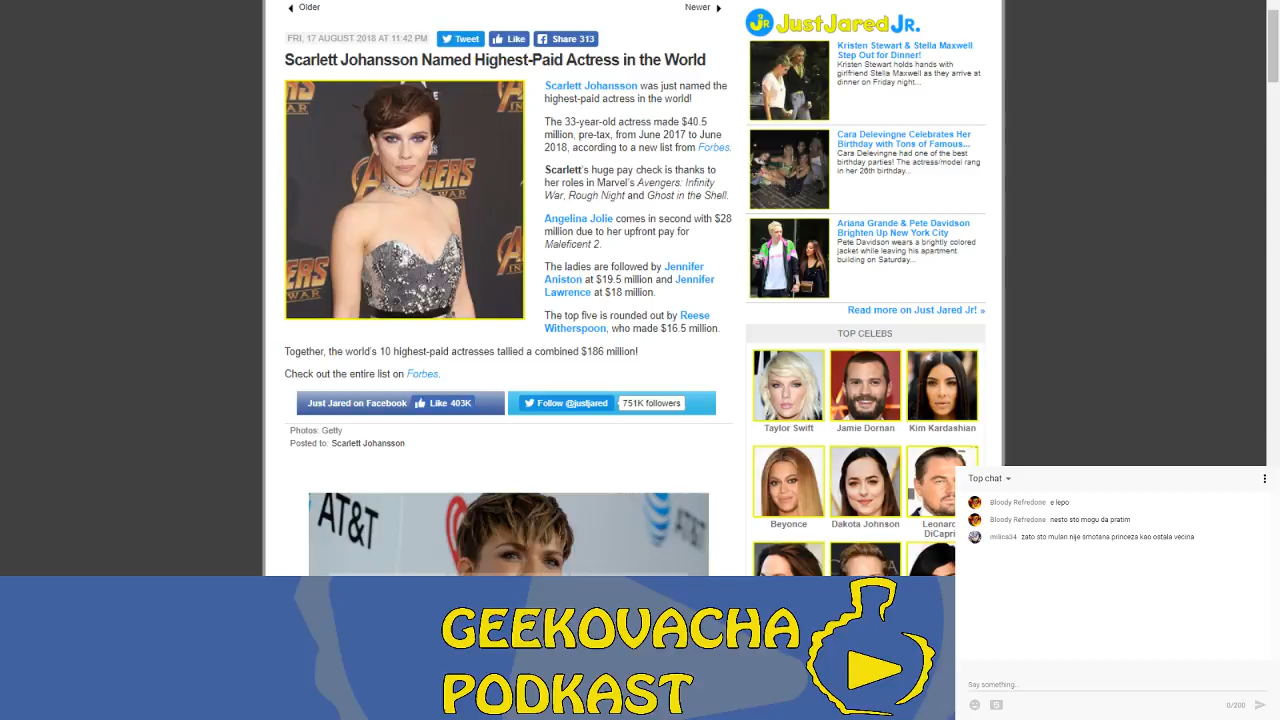 Older
Newer
FRI, 17 AUGUST 2018 AT 11:42 PM
Tweet
Like
Share 313
Scarlett Johansson Named Highest-Paid Actress in the World
AVENGERS
Scarlett Johansson was just named the
highest-paid actress in the world!
The 33-year-old actress made $40.5
million, pre-tax, from June 2017 to June
2018, according to a new list from Forbes.
Scarlett's huge pay check is thanks to
her roles in Marvel's Avengers: Infinity
War, Rough Night and Ghost in the Shell.
Angelina Jolie comes in second with $28
million due to her upfront pay for
Maleficent 2.
The ladies are followed by Jennifer
Aniston at $19.5 million and Jennifer
Lawrence at $18 million.
The top five is rounded out by Reese
Witherspoon, who made $16.5 million.
Together, the world's 10 highest-paid actresses tallied a combined $186 million!
Check out the entire list on Forbes.
Just Jared on Facebook
Like 403K
Follow @justjared
751K followers
Photos: Getty
Posted to: Scarlett Johansson
AT&T
JR
JustJaredJr.
Kristen Stewart & Stella Maxwell
Step Out for Dinner!
Kristen Stewart holds hands with
girlfriend Stella Maxwell as they arrive at
dinner on Friday night...
Cara Delevingne Celebrates Her
Birthday with Tons of Famous...
Cara Delevingne had one of the best
birthday parties! The actress/model rang
in her 26th birthday...
Ariana Grande & Pete Davidson
Brighten Up New York City
Pete Davidson wears a brightly colored
jacket while leaving his apartment
building on Saturday...
Read more on Just Jared Jr! »
TOP CELEBS
Taylor Swift
Jamie Dornan
Kim Kardashian
Beyonce
Dakota Johnson
Leonar
DiCapri
Top chat
Bloody Refredone e lepo
Bloody Refredone nesto sto mogu da pratim
milica34 zato sto mulan nije smotana princeza kao ostala vecina
Say something...
0/200
GEEKOVACHA
PODKAST